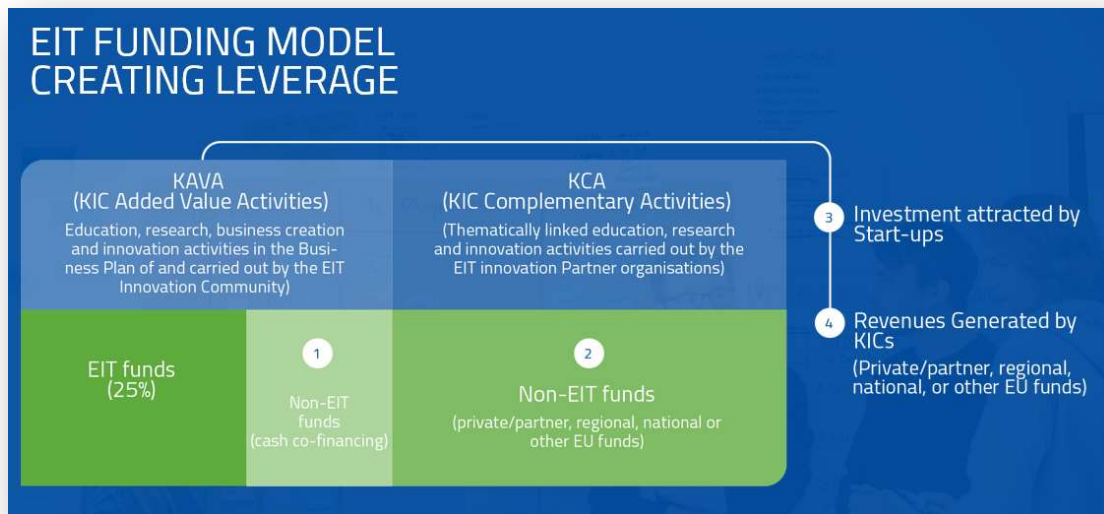 EIT FUNDING MODEL
CREATING LEVERAGE
KAVA
(KIC Added Value Activities)
Education, research, business creation
and innovation activities in the Busi-
ness Plan of and carried out by the EIT
Innovation Community)
KCA
(KIC Complementary Activities)
(Thematically linked education, research
and innovation activities carried out by the
EIT innovation Partner organisations)
EIT funds
(25%)
1
Non-EIT
funds
(cash co-financing)
2
Non-EIT funds
(private/partner, regional, national or
other EU funds)
3
Investment attracted by
Start-ups
4
Revenues Generated by
KICs
(Private/partner, regional,
national, or other EU funds)